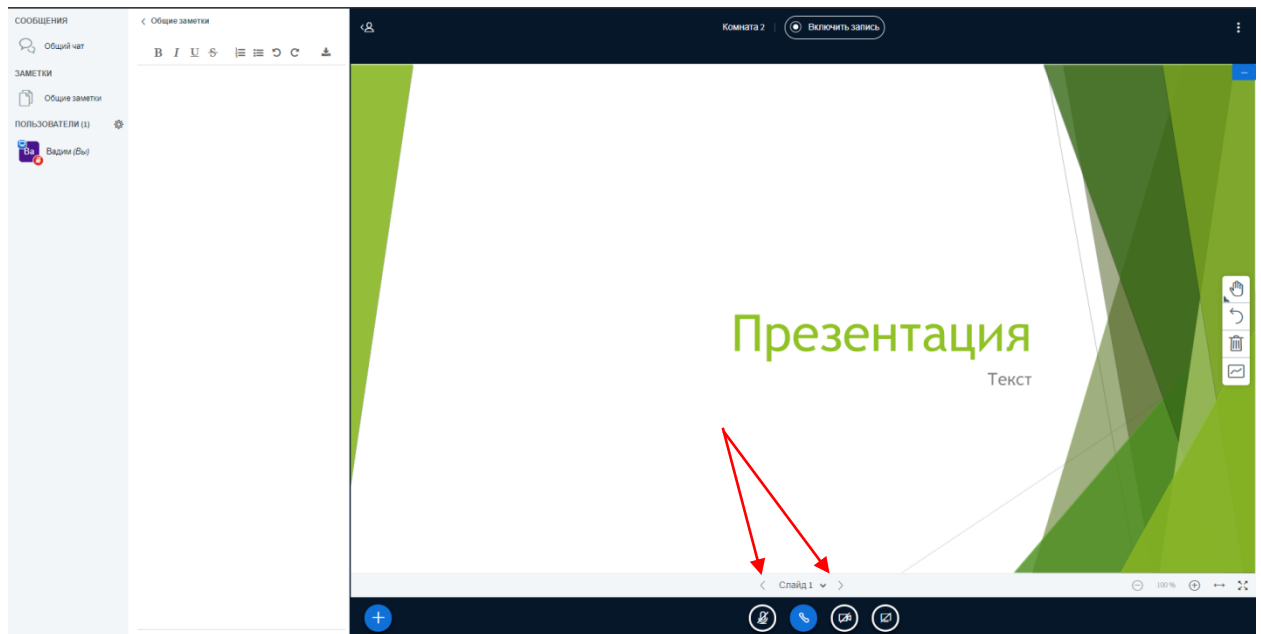 СООБЩЕНИЯ
Общий чат
ЗАМЕТКИ
Общие заметки
ПОЛЬЗОВАТЕЛИ (1)
Ba Вадим (Вы)
Общие заметки
B I U S
Комната 2
Включить запись
Презентация
Текст
Слайд 1
100 %